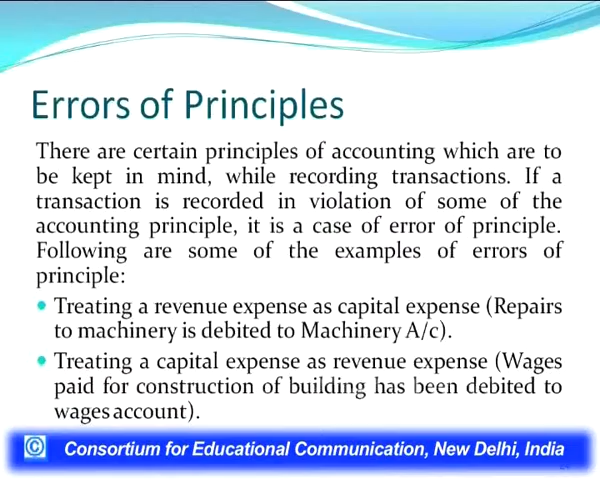 Errors of Principles
There are certain principles of accounting which are to
be kept in mind, while recording transactions. If a
transaction is recorded in violation of some of the
accounting principle, it is a case of error of principle.
Following are some of the examples of errors of
principle:
• Treating a revenue expense as capital expense (Repairs
to machinery is debited to Machinery A/c).
• Treating a capital expense as revenue expense (Wages
paid for construction of building has been debited to
wages account).
© Consortium for Educational Communication, New Delhi, India